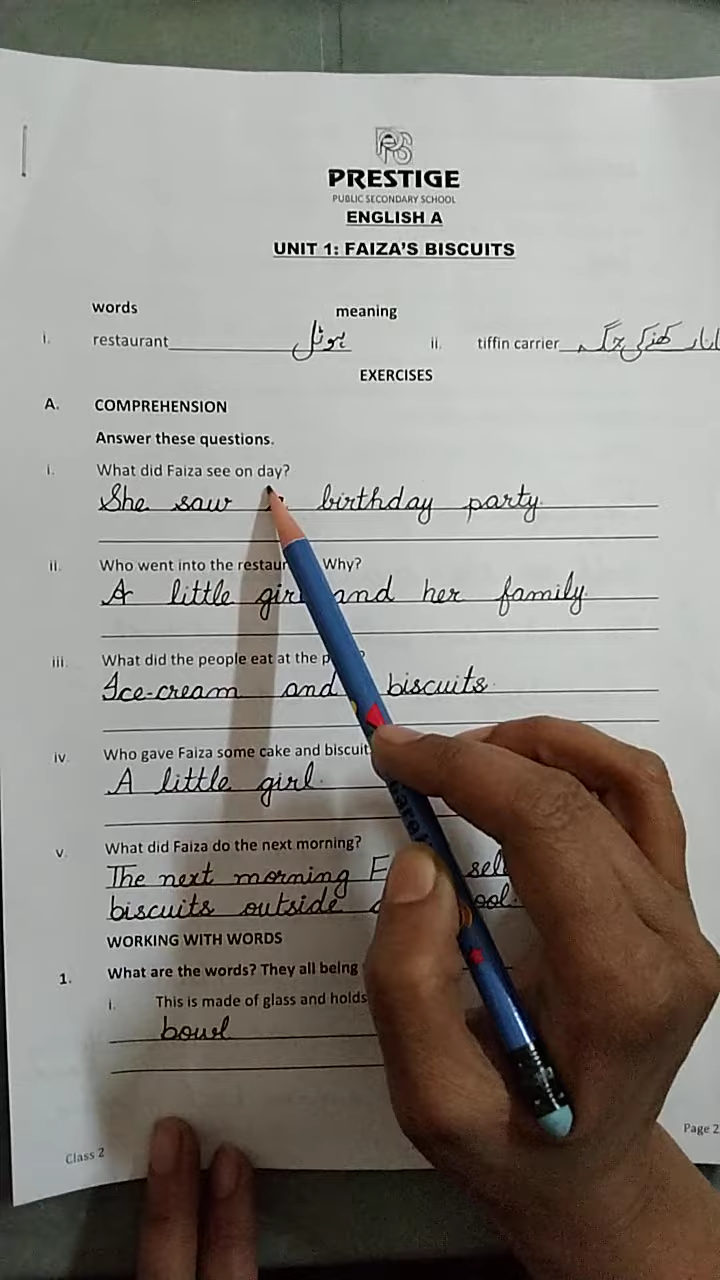 PRESTIGE
PUBLIC SECONDARY SCHOOL
ENGLISH A
UNIT 1: FAIZA'S BISCUITS
words meaning
i. restaurant ہوٹل ii. tiffin carrier کھنے کی جگہ
EXERCISES
A. COMPREHENSION
Answer these questions.
i. What did Faiza see on day?
She saw birthday party.
ii. Who went into the Why?
A little girl and her family.
iii. What did the people eat at the
Ice-cream and biscuits.
iv. Who gave Faiza some cake and
A little girl.
v. What did Faiza do the next morning?
The next morning
biscuits outside
WORKING WITH WORDS
1. What are the words? They all being
i. This is made of glass and holds
bowl
Class 2 Page 2